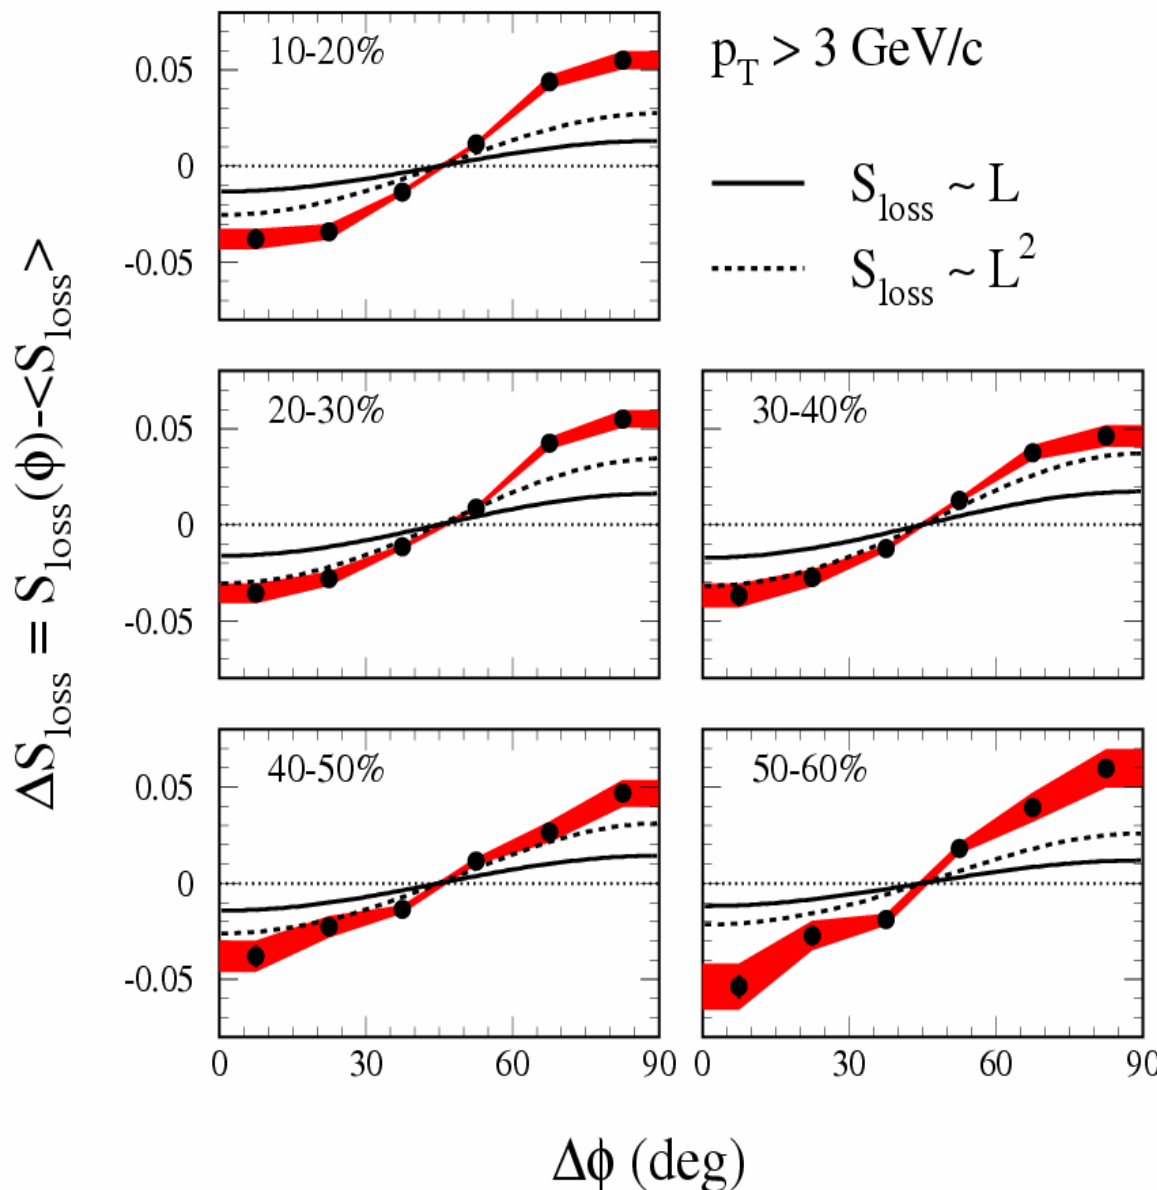 ΔS_loss ≡ S_loss(ϕ)-<S_loss>
10-20%
0.05
0
-0.05
p_T > 3 GeV/c
S_loss ~ L
S_loss ~ L²
20-30%
0.05
0
-0.05
30-40%
40-50%
0.05
0
-0.05
50-60%
0 30 60 90
0 30 60 90
Δϕ (deg)